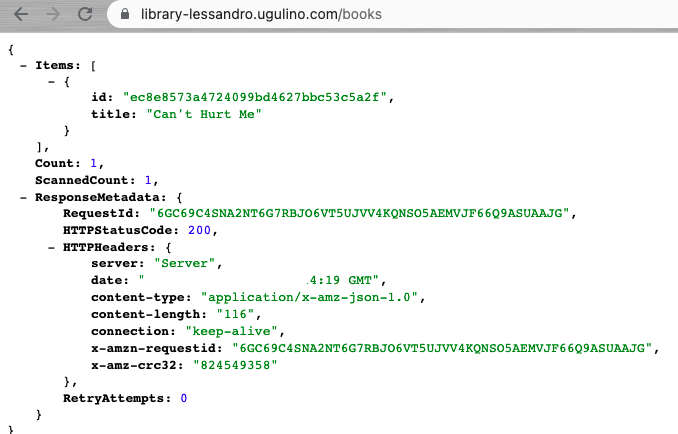 library-lessandro.ugulino.com/books
{
- Items: [
- {
id: "ec8e8573a4724099bd4627bbc53c5a2f",
title: "Can't Hurt Me"
}
],
Count: 1,
ScannedCount: 1,
- ResponseMetadata: {
RequestId: "6GC69C4SNA2NT6G7RBJO6VT5UJVV4KQNSO5AEMVJF66Q9ASUAAJG",
HTTPStatusCode: 200,
- HTTPHeaders: {
server: "Server",
date: " 4:19 GMT",
content-type: "application/x-amz-json-1.0",
content-length: "116",
connection: "keep-alive",
x-amzn-requestid: "6GC69C4SNA2NT6G7RBJO6VT5UJVV4KQNSO5AEMVJF66Q9ASUAAJG",
x-amz-crc32: "824549358"
},
RetryAttempts: 0
}
}